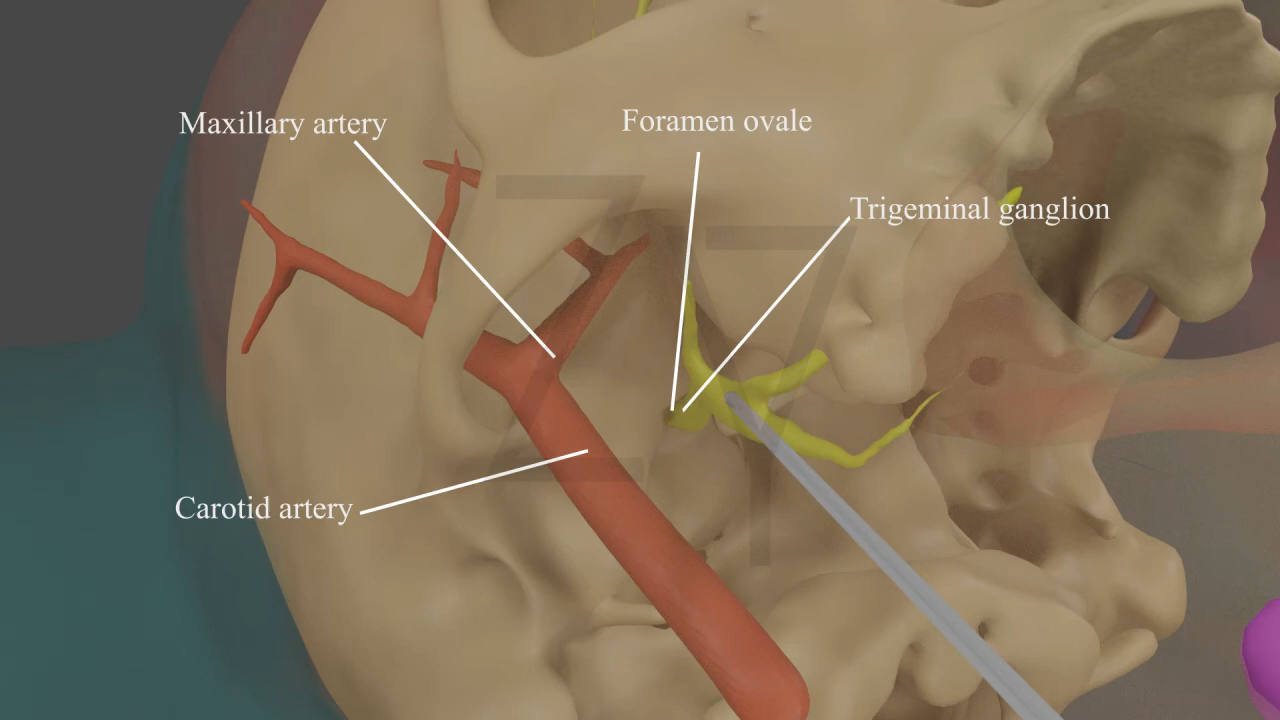 Maxillary artery
Foramen ovale
Trigeminal ganglion
Carotid artery